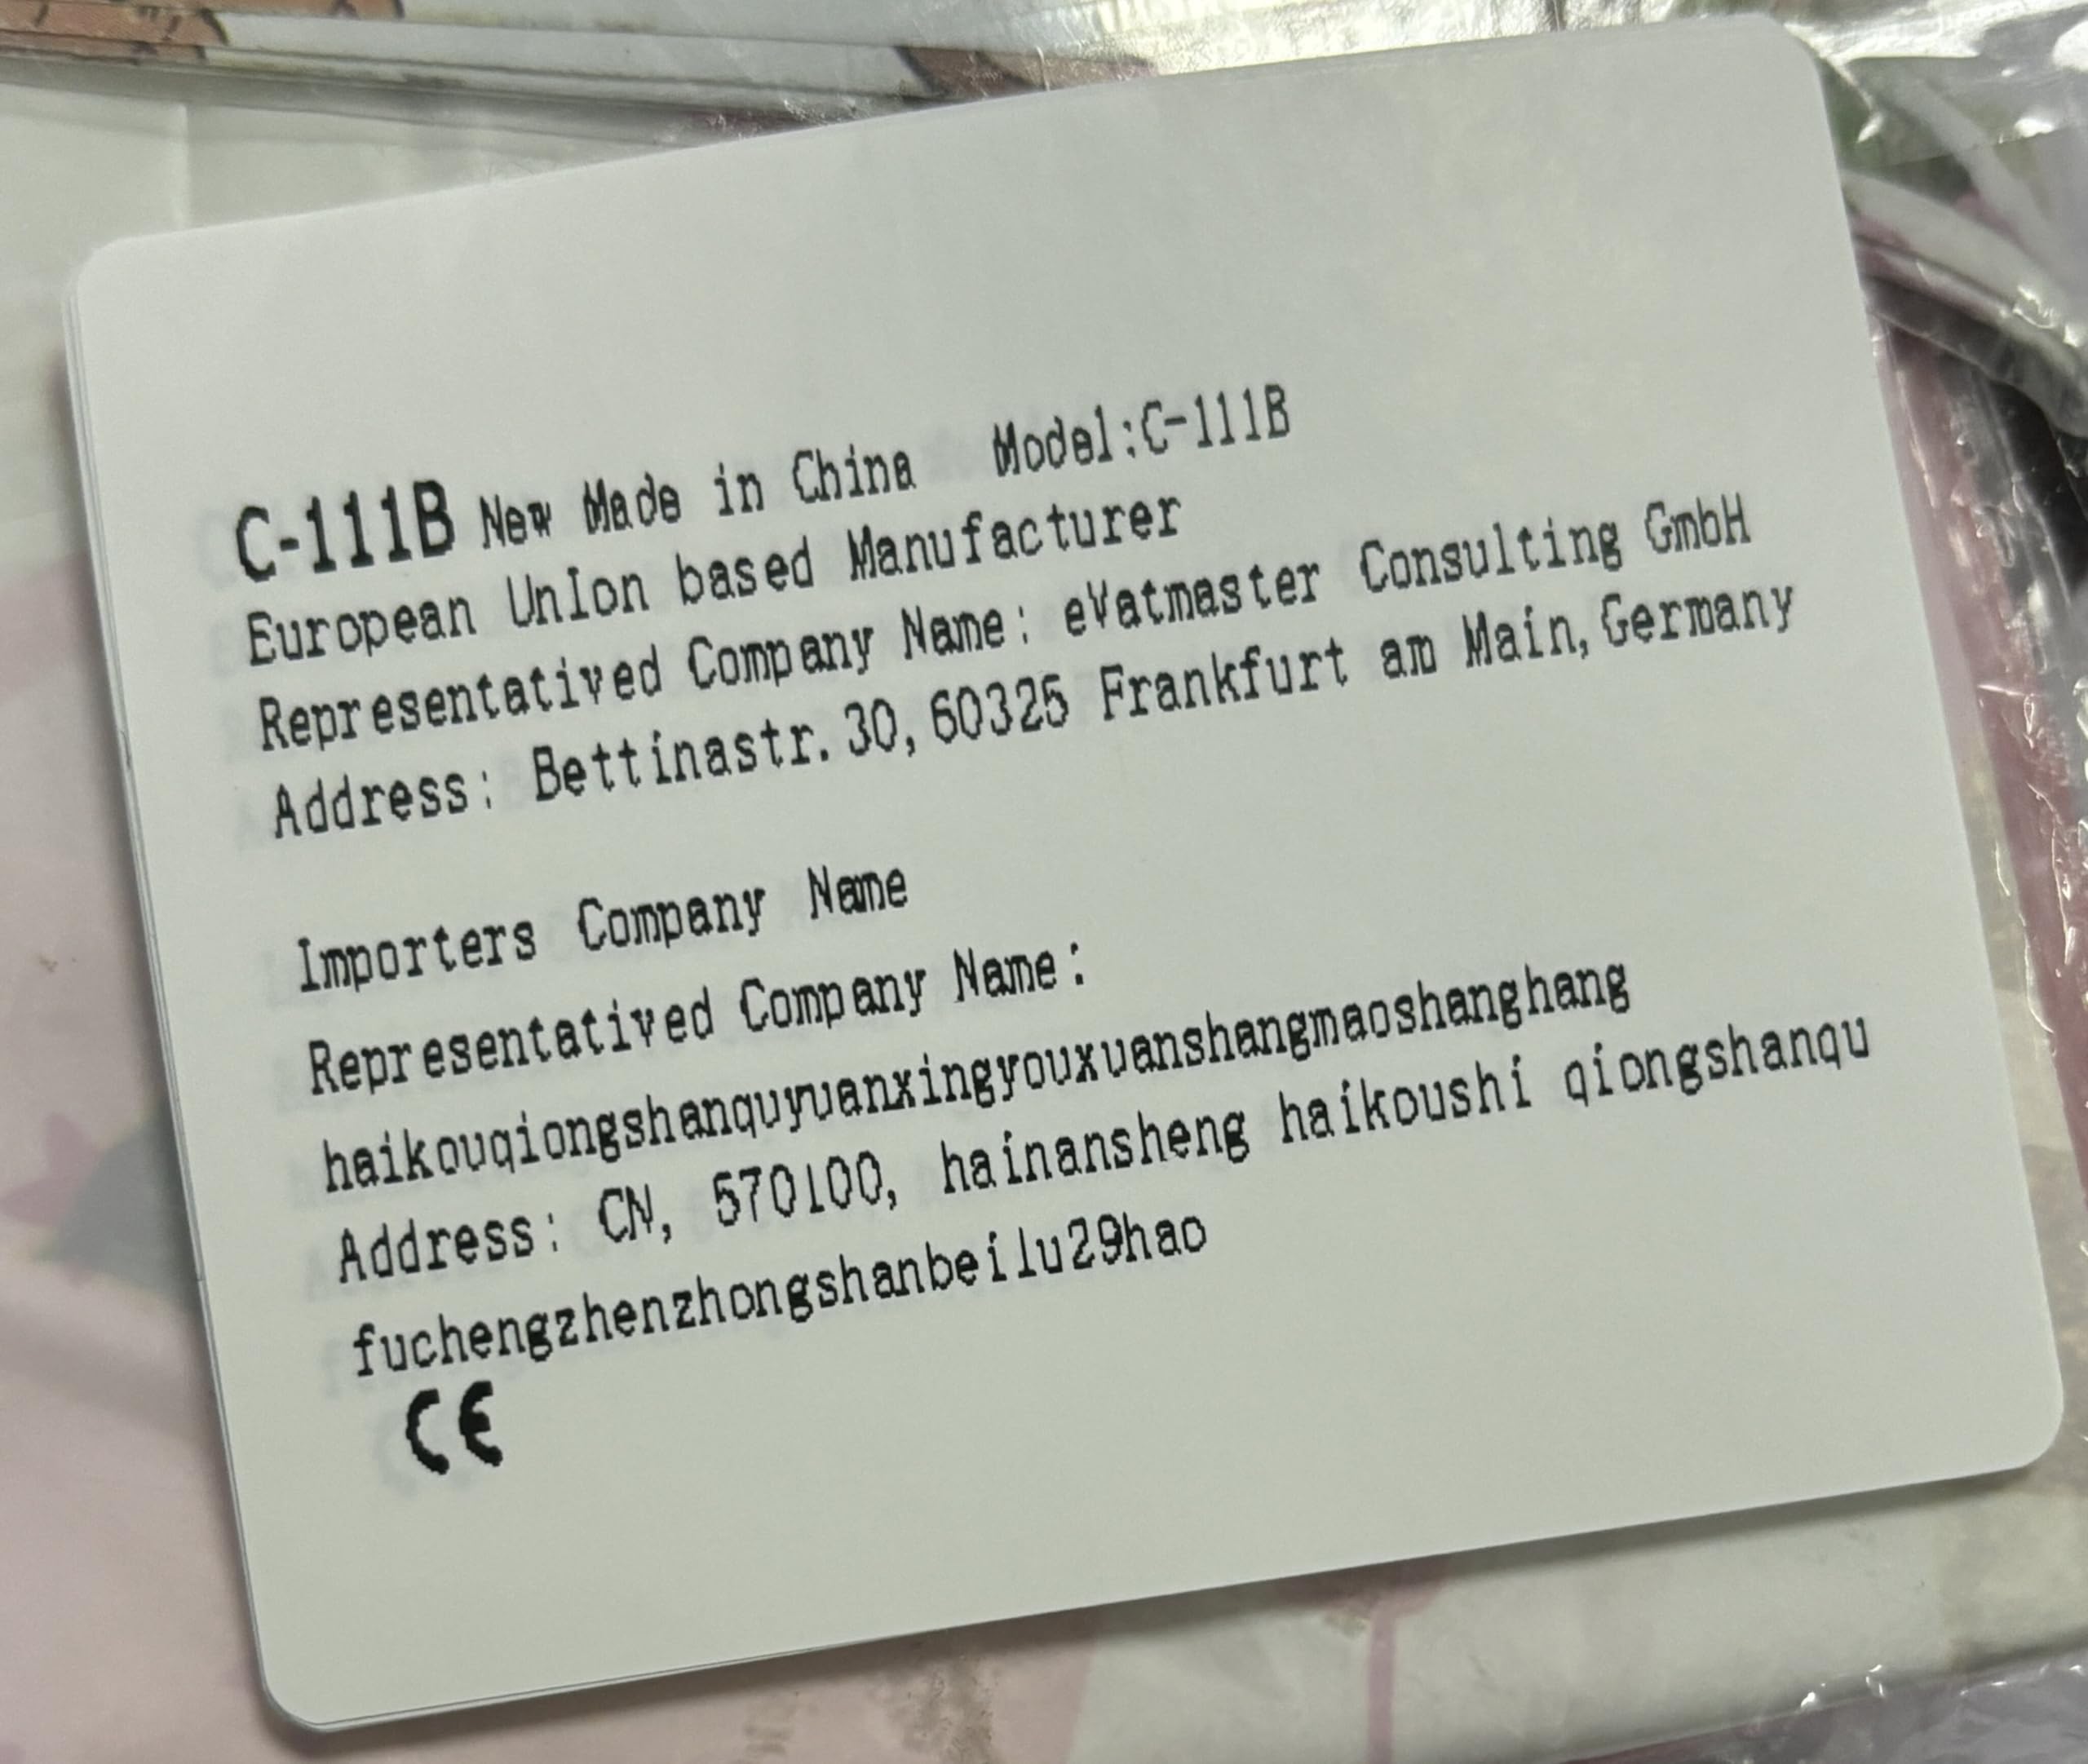 C-111B New Made in China Model:C-111B
European UnIon based Manufacturer
Representatived Company Name: eVatmaster Consulting GmbH
Address: Bettinastr. 30, 60325 Frankfurt am Main, Germany
Importers Company Name
Representatived Company Name:
haikouqiongshanquyuanxingyouxuanshangmaoshanghang
Address: CN, 570100, hainansheng haikoushi qiongshanqu
fuchengzhenzhongshanbeilu29hao
CE